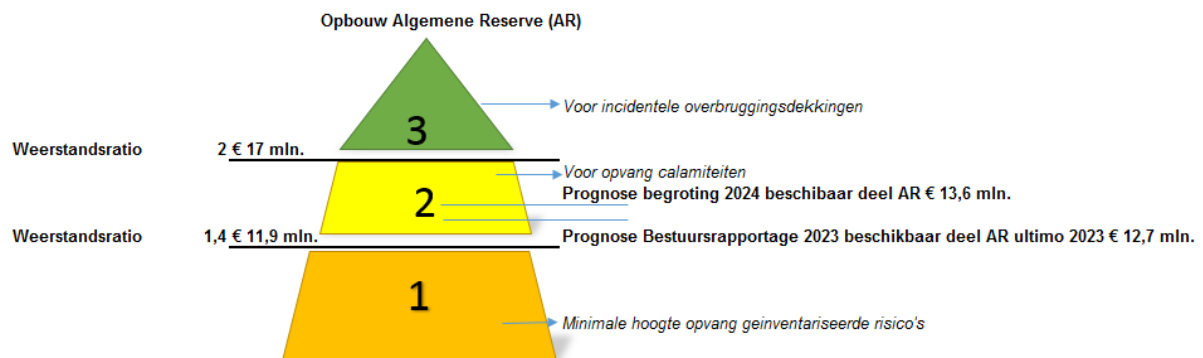 Opbouw Algemene Reserve (AR)
Voor incidentele overbruggingsdekkingen
3
Weerstandsratio 2 € 17 mln.
Voor opvang calamiteiten
Prognose begroting 2024 beschibaar deel AR € 13,6 mln.
2
Weerstandsratio 1,4 € 11,9 mln.
Prognose Bestuursrapportage 2023 beschikbaar deel AR ultimo 2023 € 12,7 mln.
1
Minimale hoogte opvang geinventariseerde risico's